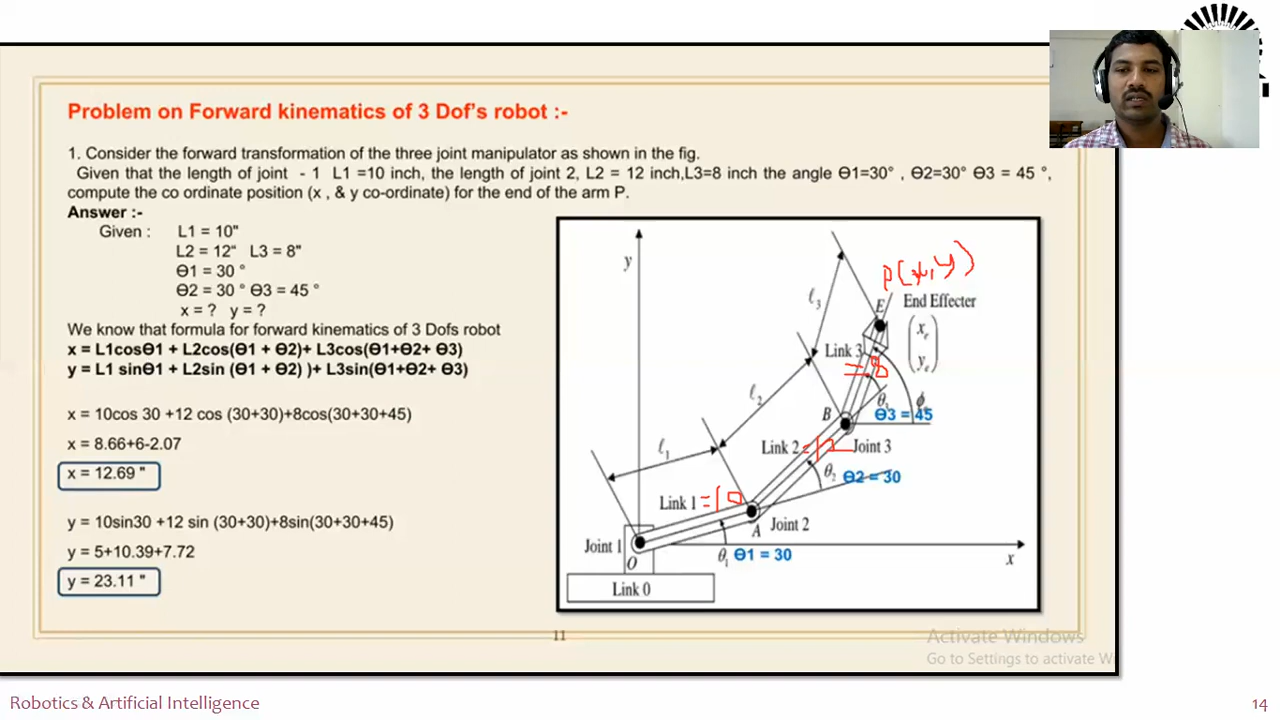 Problem on Forward kinematics of 3 Dof's robot :-
1. Consider the forward transformation of the three joint manipulator as shown in the fig.
Given that the length of joint - 1 L1 =10 inch, the length of joint 2, L2 = 12 inch,L3=8 inch the angle ϴ1=30° , ϴ2=30° ϴ3 = 45 °,
compute the co ordinate position (x , & y co-ordinate) for the end of the arm P.
Answer :-
Given : L1 = 10"
L2 = 12“ L3 = 8"
ϴ1 = 30 °
ϴ2 = 30 ° ϴ3 = 45 °
x = ? y = ?
We know that formula for forward kinematics of 3 Dofs robot
x = L1cosϴ1 + L2cos(ϴ1 + ϴ2)+ L3cos(ϴ1+ϴ2+ ϴ3)
y = L1 sinϴ1 + L2sin (ϴ1 + ϴ2) )+ L3sin(ϴ1+ϴ2+ ϴ3)
x = 10cos 30 +12 cos (30+30)+8cos(30+30+45)
x = 8.66+6-2.07
x = 12.69 "
y = 10sin30 +12 sin (30+30)+8sin(30+30+45)
y = 5+10.39+7.72
y = 23.11 "
y
P(x,y)
ℓ3
E End Effecter
xe
ye
Link 3
=8
ℓ2
θ3
ϕe
B
ϴ3 = 45
ℓ1
Link 2 =12 Joint 3
θ2 ϴ2 = 30
Link 1 =10
A Joint 2
Joint 1
O
θ1 ϴ1 = 30
x
Link 0
11
Activate Windows
Go to Settings to activate W
Robotics & Artificial Intelligence
14